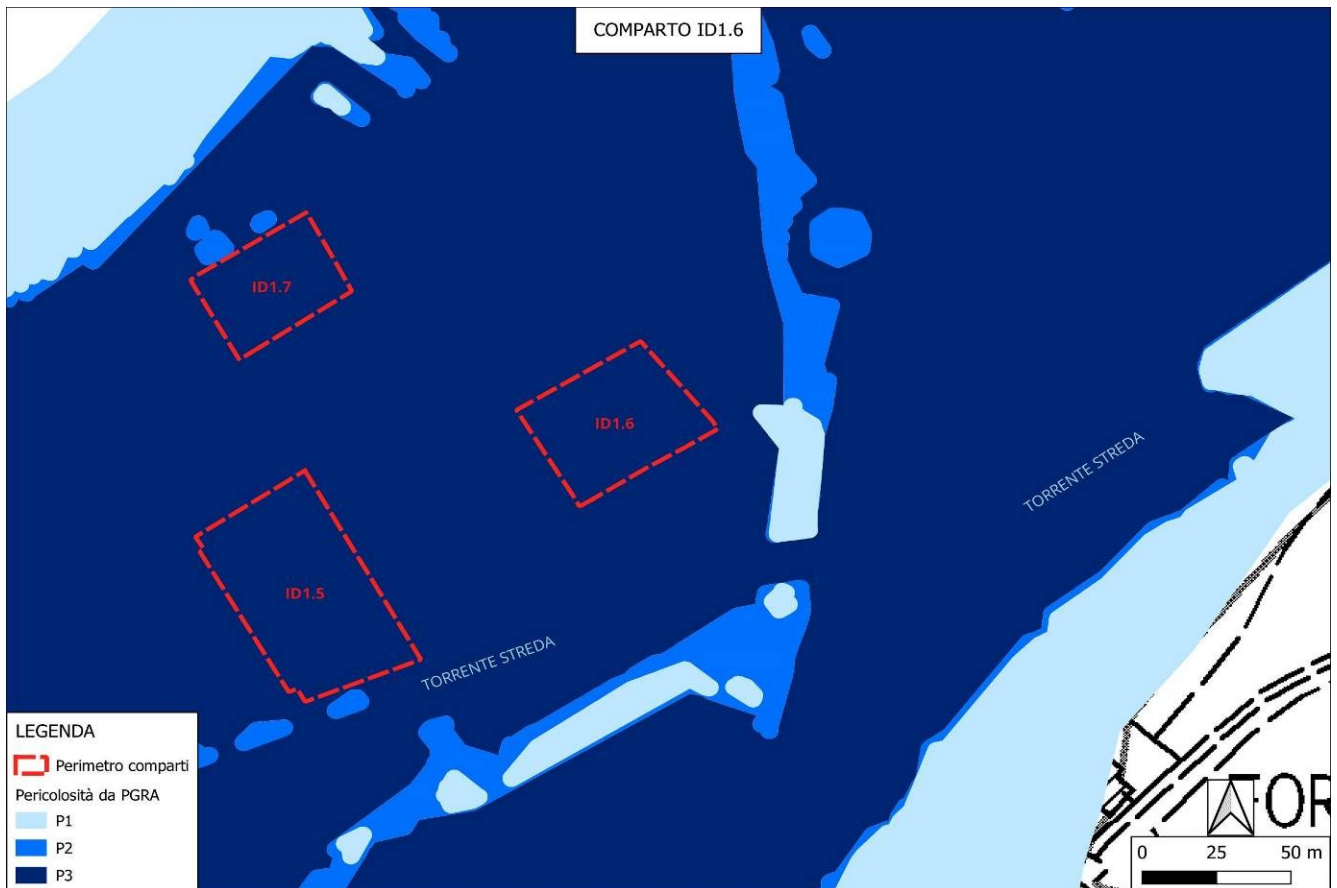 COMPARTO ID1.6
ID1.7
ID1.6
TORRENTE STREDA
ID1.5
TORRENTE STREDA
LEGENDA
Perimetro comparti
Pericolosità da PGRA
P1
P2
P3
0 25 50 m